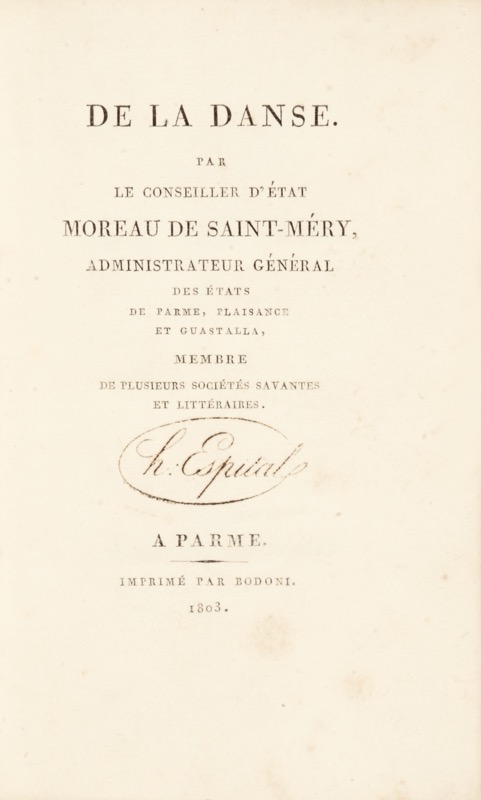 DE LA DANSE.
PAR
LE CONSEILLER D'ÉTAT
MOREAU DE SAINT-MÉRY,
ADMINISTRATEUR GÉNÉRAL
DES ÉTATS
DE PARME, PLAISANCE
ET GUASTALLA,
MEMBRE
DE PLUSIEURS SOCIÉTÉS SAVANTES
ET LITTÉRAIRES.
h. Espital
A PARME.
IMPRIMÉ PAR BODONI.
1803.